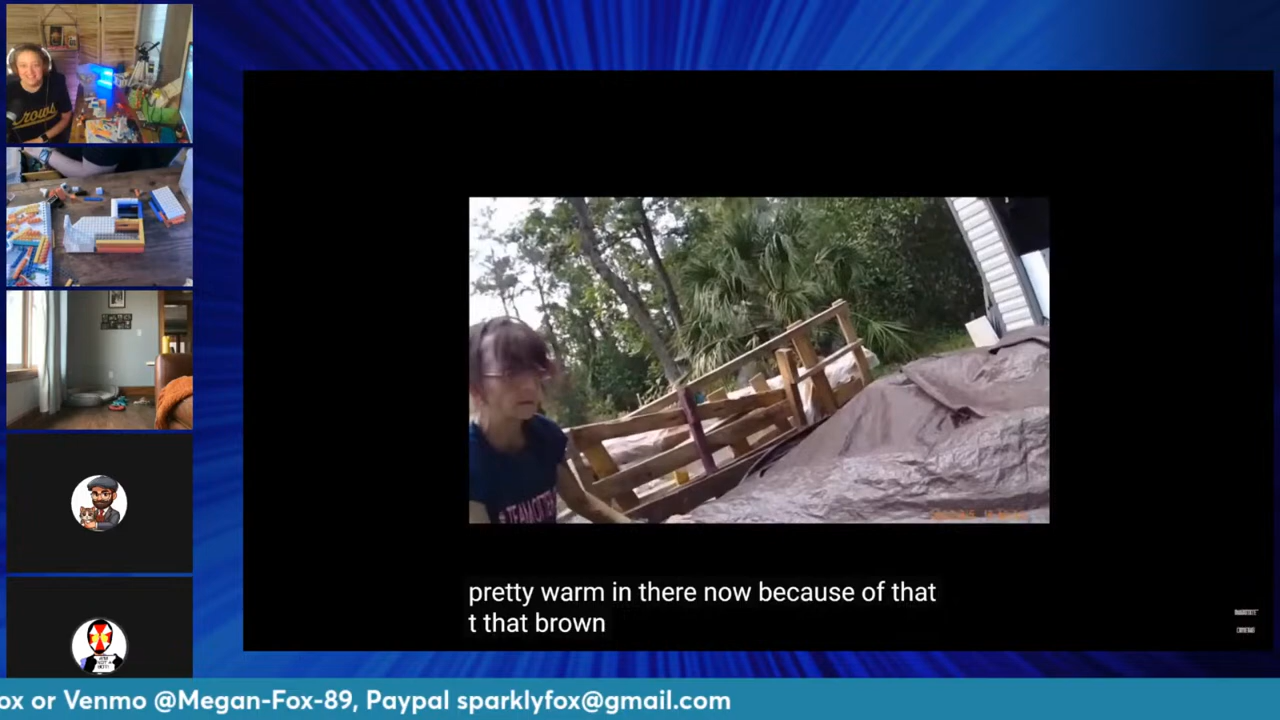 pretty warm in there now because of that
t that brown
ox or Venmo @Megan-Fox-89, Paypal sparklyfox@gmail.com